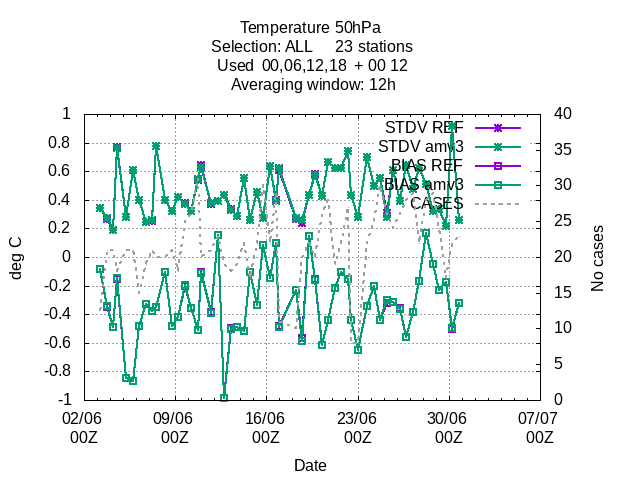 Temperature 50hPa
Selection: ALL 23 stations
Used 00,06,12,18 + 00 12
Averaging window: 12h
1 40
0.8 35
0.6 30
0.4 25
0.2
0 20
-0.2 15
-0.4 10
-0.6
-0.8 5
-1 0
STDV REF
STDV amv3
BIAS REF
BIAS amv3
CASES
deg C
No cases
02/06 09/06 16/06 23/06 30/06 07/07
00Z 00Z 00Z 00Z 00Z 00Z
Date